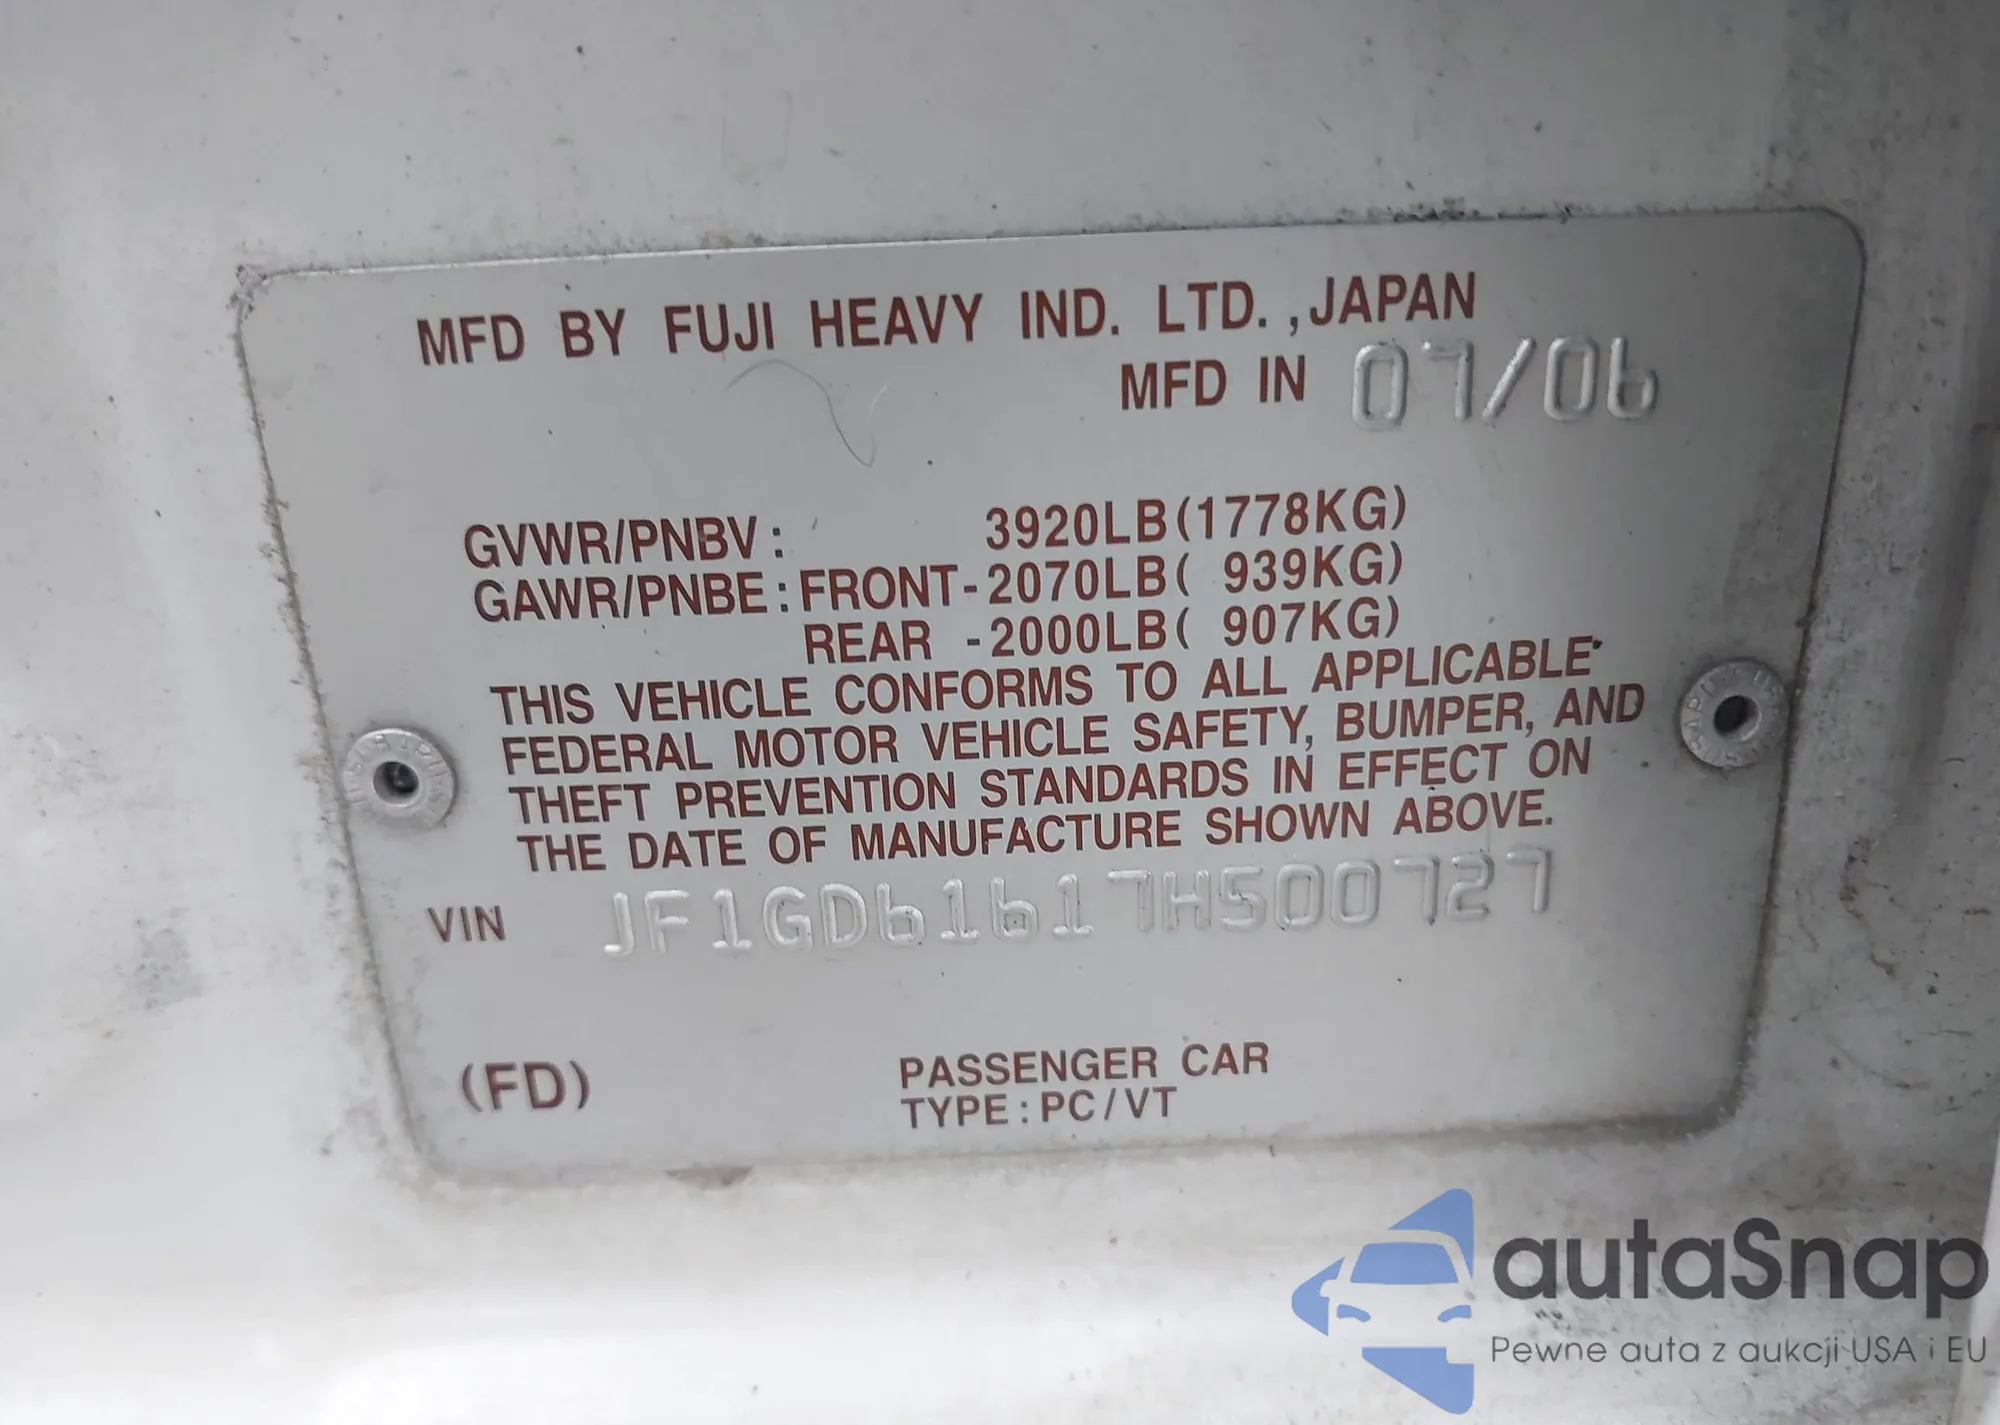 MFD BY FUJI HEAVY IND. LTD. ,JAPAN
MFD IN 07/06
GVWR/PNBV : 3920LB(1778KG)
GAWR/PNBE : FRONT-2070LB( 939KG)
REAR -2000LB( 907KG)
THIS VEHICLE CONFORMS TO ALL APPLICABLE
FEDERAL MOTOR VEHICLE SAFETY, BUMPER, AND
THEFT PREVENTION STANDARDS IN EFFECT ON
THE DATE OF MANUFACTURE SHOWN ABOVE.
VIN JF1GD61617H500727
(FD)
PASSENGER CAR
TYPE : PC/VT
autaSnap
Pewne auta z aukcji USA i EU